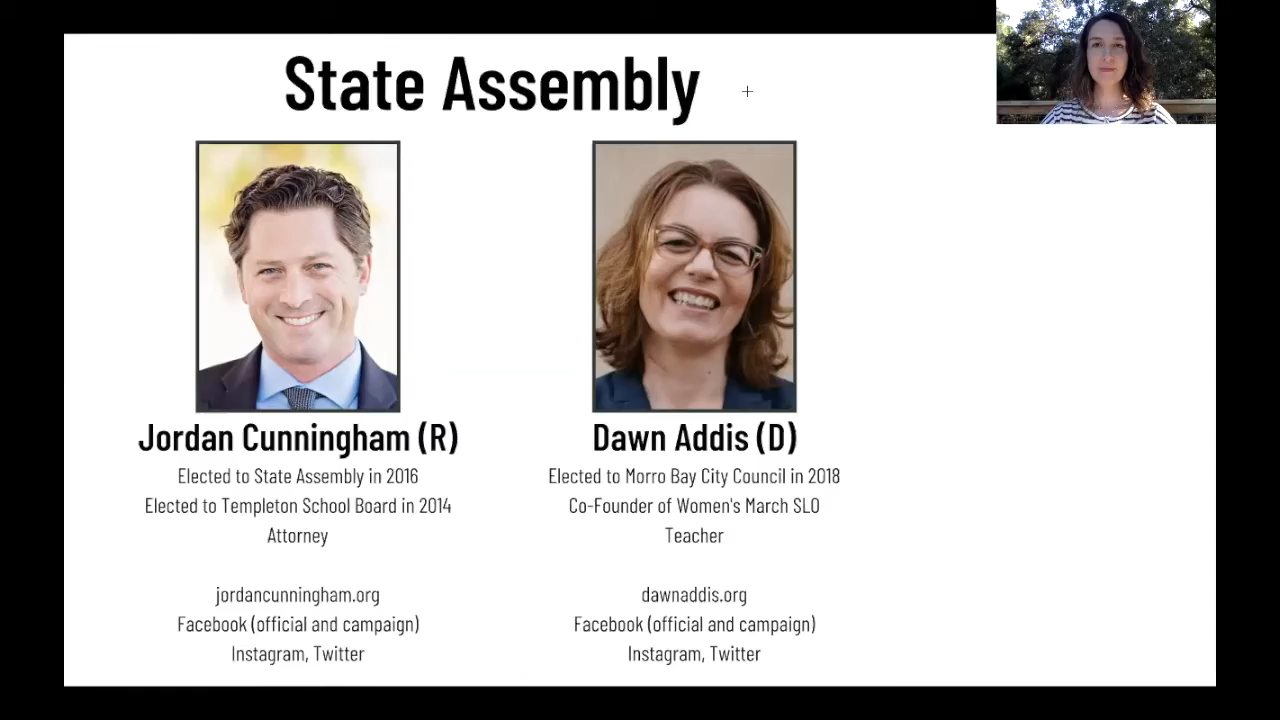 State Assembly
Jordan Cunningham (R)
Elected to State Assembly in 2016
Elected to Templeton School Board in 2014
Attorney
jordancunningham.org
Facebook (official and campaign)
Instagram, Twitter
Dawn Addis (D)
Elected to Morro Bay City Council in 2018
Co-Founder of Women's March SLO
Teacher
dawnaddis.org
Facebook (official and campaign)
Instagram, Twitter